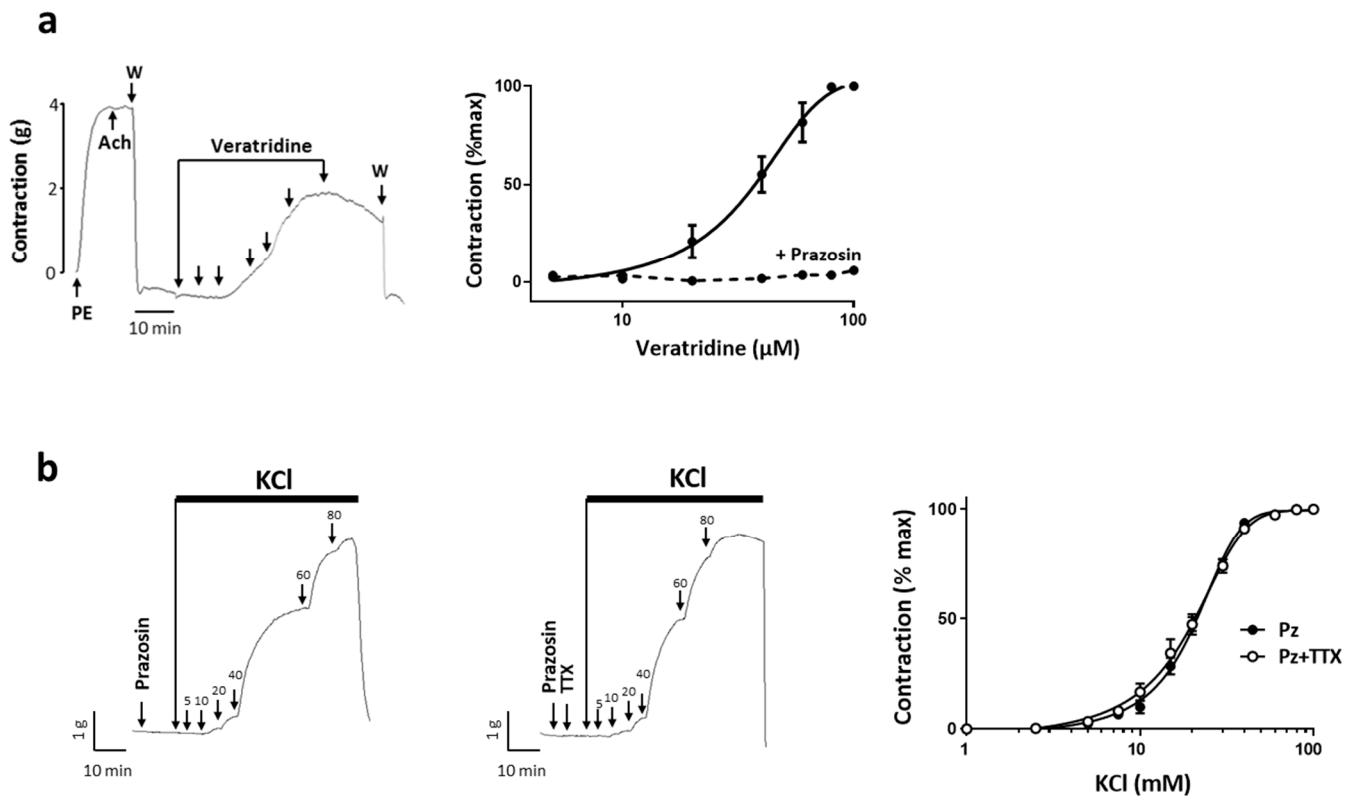 a
W
4
Ach
Veratridine
W
2
0
PE
10 min
Contraction (g)
100
50
0
+ Prazosin
10
100
Contraction (%max)
Veratridine (µM)
b
KCl
80
60
40
20
5 10
Prazosin
1 g
10 min
KCl
80
60
40
20
10
5
Prazosin
TTX
1 g
10 min
100
50
0
Pz
Pz+TTX
1
10
100
Contraction (% max)
KCl (mM)